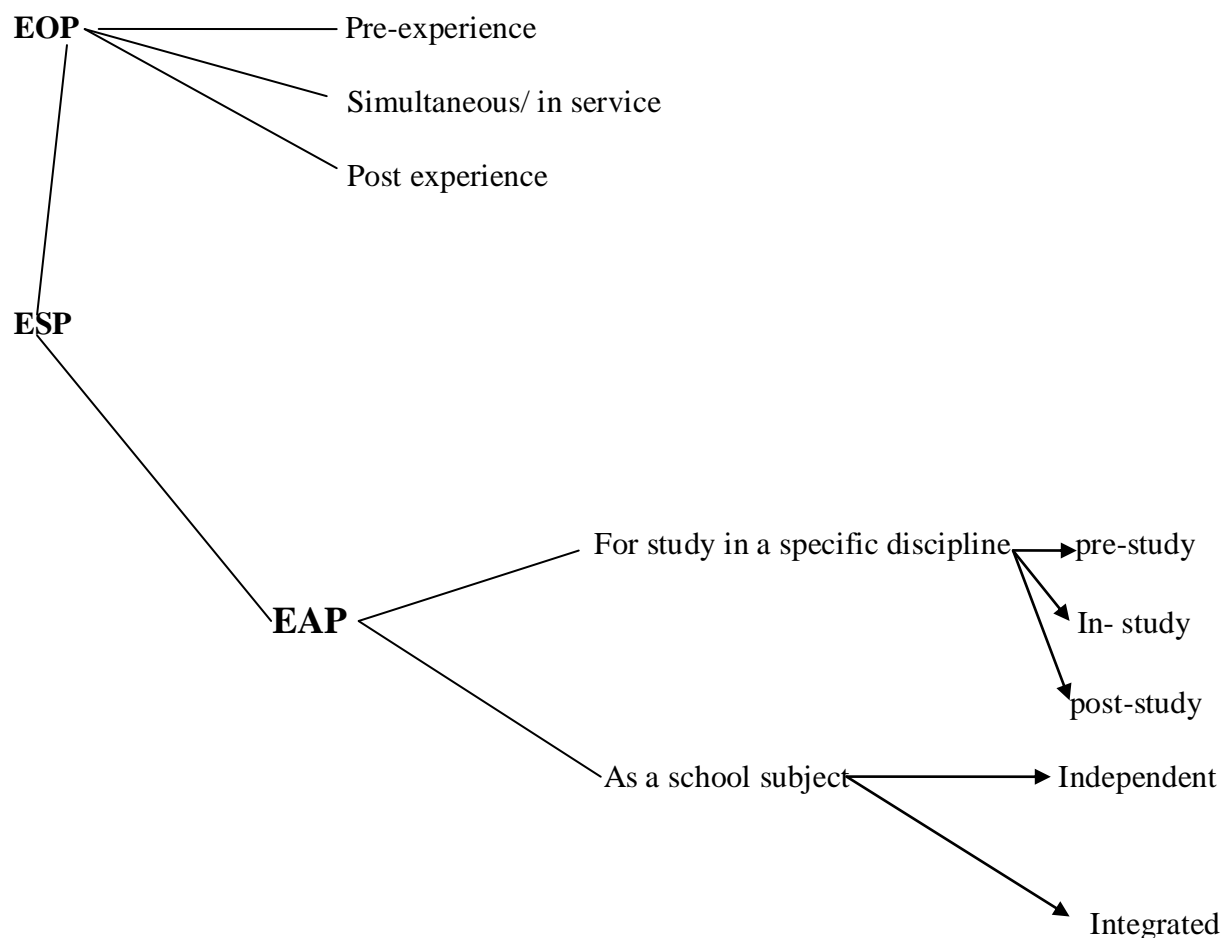 EOP
Pre-experience
Simultaneous/ in service
Post experience
ESP
For study in a specific discipline
pre-study
EAP
In- study
post-study
As a school subject
Independent
Integrated